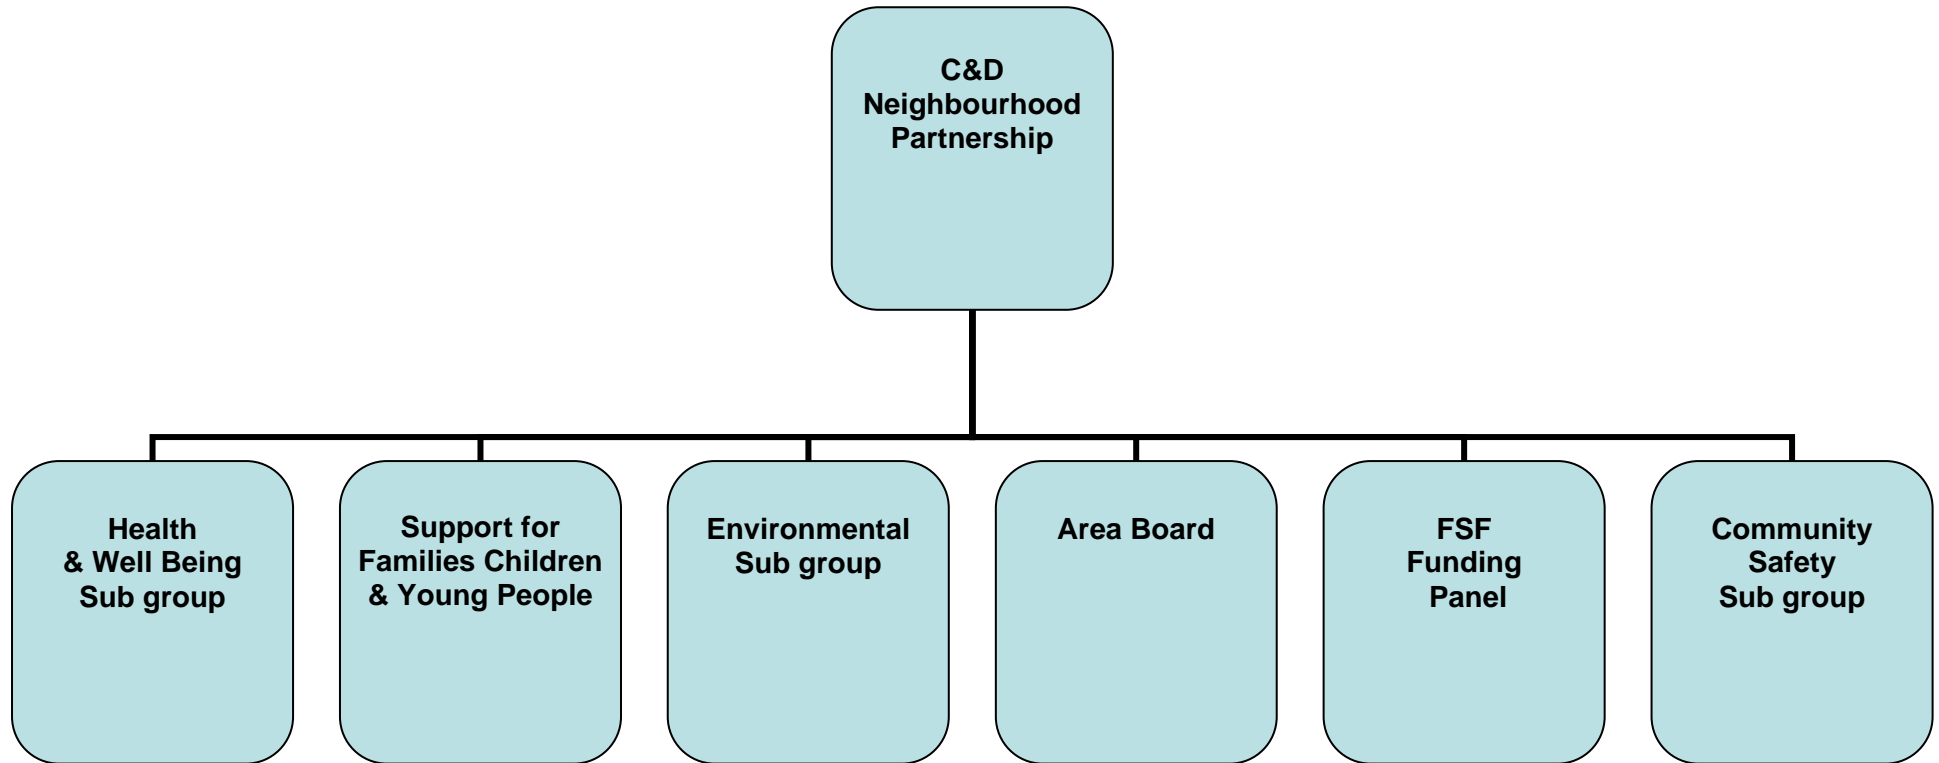 C&D
Neighbourhood
Partnership
Health
& Well Being
Sub group
Support for
Families Children
& Young People
Environmental
Sub group
Area Board
FSF
Funding
Panel
Community
Safety
Sub group